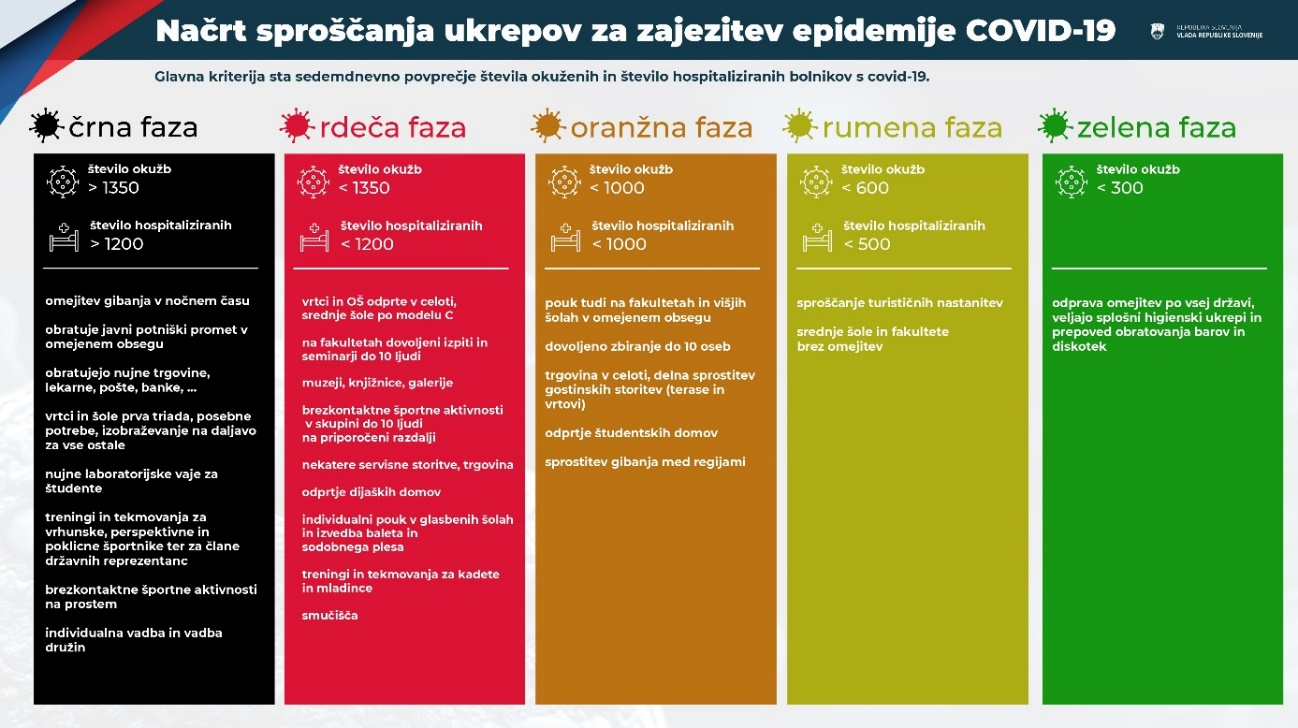 Načrt sproščanja ukrepov za zajezitev epidemije COVID-19
REPUBLIKA SLOVENIJA
VLADA REPUBLIKE SLOVENIJE
Glavna kriterija sta sedemdnevno povprečje števila okuženih in število hospitaliziranih bolnikov s covid-19.
črna faza
število okužb
> 1350
število hospitaliziranih
> 1200
omejitev gibanja v nočnem času
obratuje javni potniški promet v
omejenem obsegu
obratujejo nujne trgovine,
lekarne, pošte, banke, ...
vrtci in šole prva triada, posebne
potrebe, izobraževanje na daljavo
za vse ostale
nujne laboratorijske vaje za
študente
treningi in tekmovanja za
vrhunske, perspektivne in
poklicne športnike ter za člane
državnih reprezentanc
brezkontaktne športne aktivnosti
na prostem
individualna vadba in vadba
družin
rdeča faza
število okužb
< 1350
število hospitaliziranih
< 1200
vrtci in OŠ odprte v celoti,
srednje šole po modelu C
na fakultetah dovoljeni izpiti in
seminarji do 10 ljudi
muzeji, knjižnice, galerije
brezkontaktne športne aktivnosti
v skupini do 10 ljudi
na priporočeni razdalji
nekatere servisne storitve, trgovina
odprtje dijaških domov
individualni pouk v glasbenih šolah
in izvedba baleta in
sodobnega plesa
treningi in tekmovanja za kadete
in mladince
smučišča
oranžna faza
število okužb
< 1000
število hospitaliziranih
< 1000
pouk tudi na fakultetah in višjih
šolah v omejenem obsegu
dovoljeno zbiranje do 10 oseb
trgovina v celoti, delna sprostitev
gostinskih storitev (terase in
vrtovi)
odprtje študentskih domov
sprostitev gibanja med regijami
rumena faza
število okužb
< 600
število hospitaliziranih
< 500
sproščanje turističnih nastanitev
srednje šole in fakultete
brez omejitev
zelena faza
število okužb
< 300
odprava omejitev po vsej državi,
veljajo splošni higienski ukrepi in
prepoved obratovanja barov in
diskotek